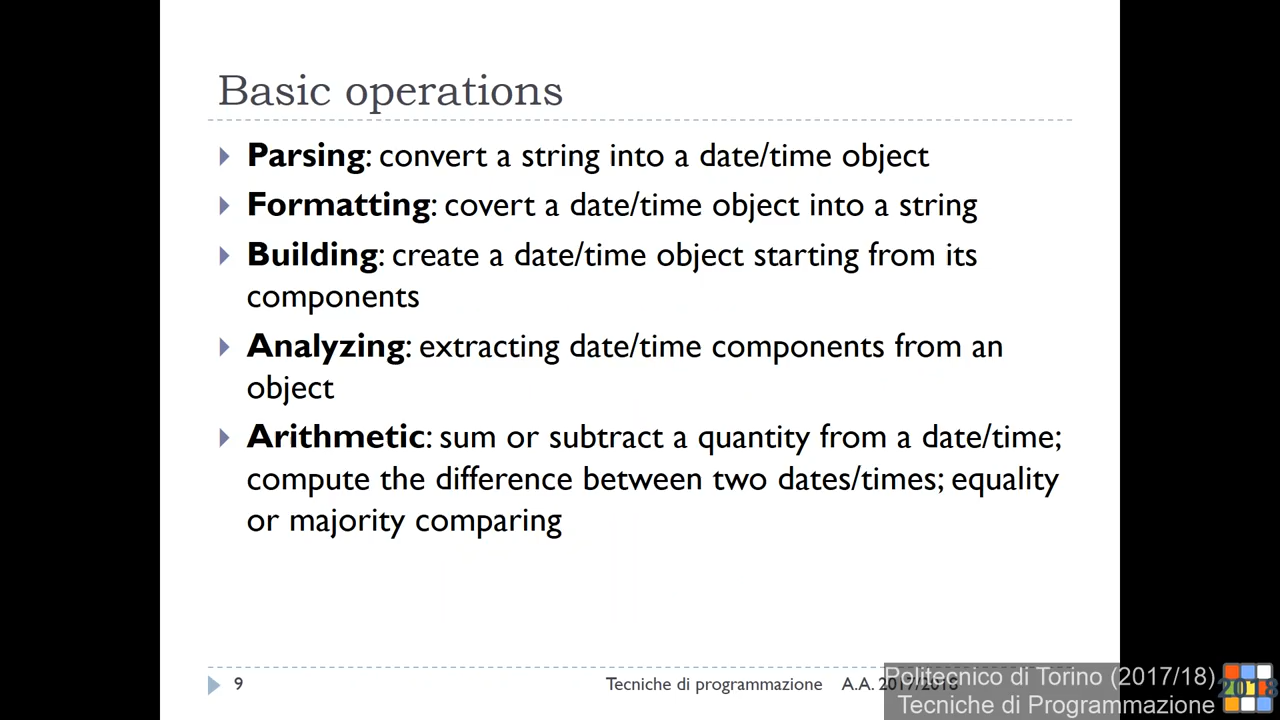 Basic operations
Parsing: convert a string into a date/time object
Formatting: covert a date/time object into a string
Building: create a date/time object starting from its
components
Analyzing: extracting date/time components from an
object
Arithmetic: sum or subtract a quantity from a date/time;
compute the difference between two dates/times; equality
or majority comparing
9
Tecniche di programmazione A.A. 2017/2018
Politecnico di Torino (2017/18)
Tecniche di Programmazione
2018